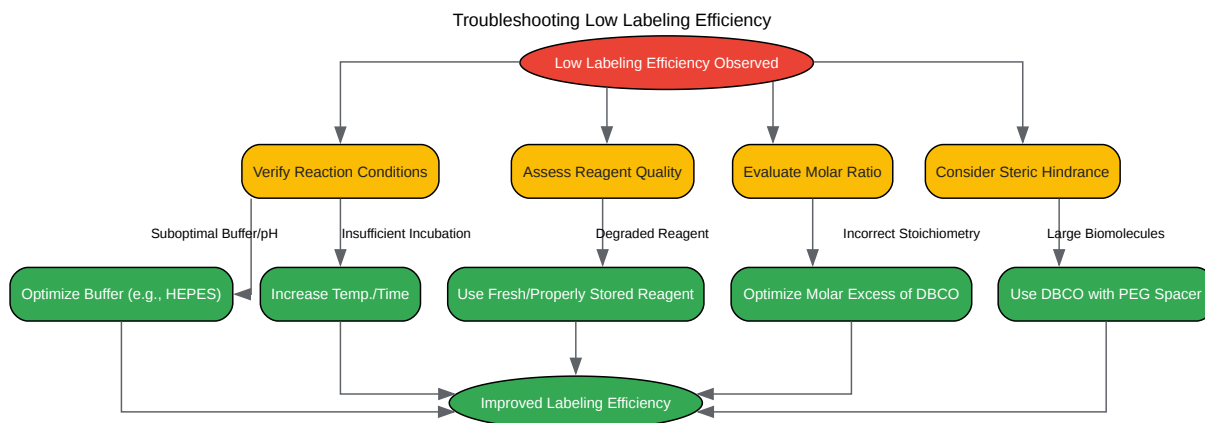 Troubleshooting Low Labeling Efficiency
Low Labeling Efficiency Observed
Verify Reaction Conditions
Assess Reagent Quality
Evaluate Molar Ratio
Consider Steric Hindrance
Suboptimal Buffer/pH
Insufficient Incubation
Degraded Reagent
Incorrect Stoichiometry
Large Biomolecules
Optimize Buffer (e.g., HEPES)
Increase Temp./Time
Use Fresh/Properly Stored Reagent
Optimize Molar Excess of DBCO
Use DBCO with PEG Spacer
Improved Labeling Efficiency